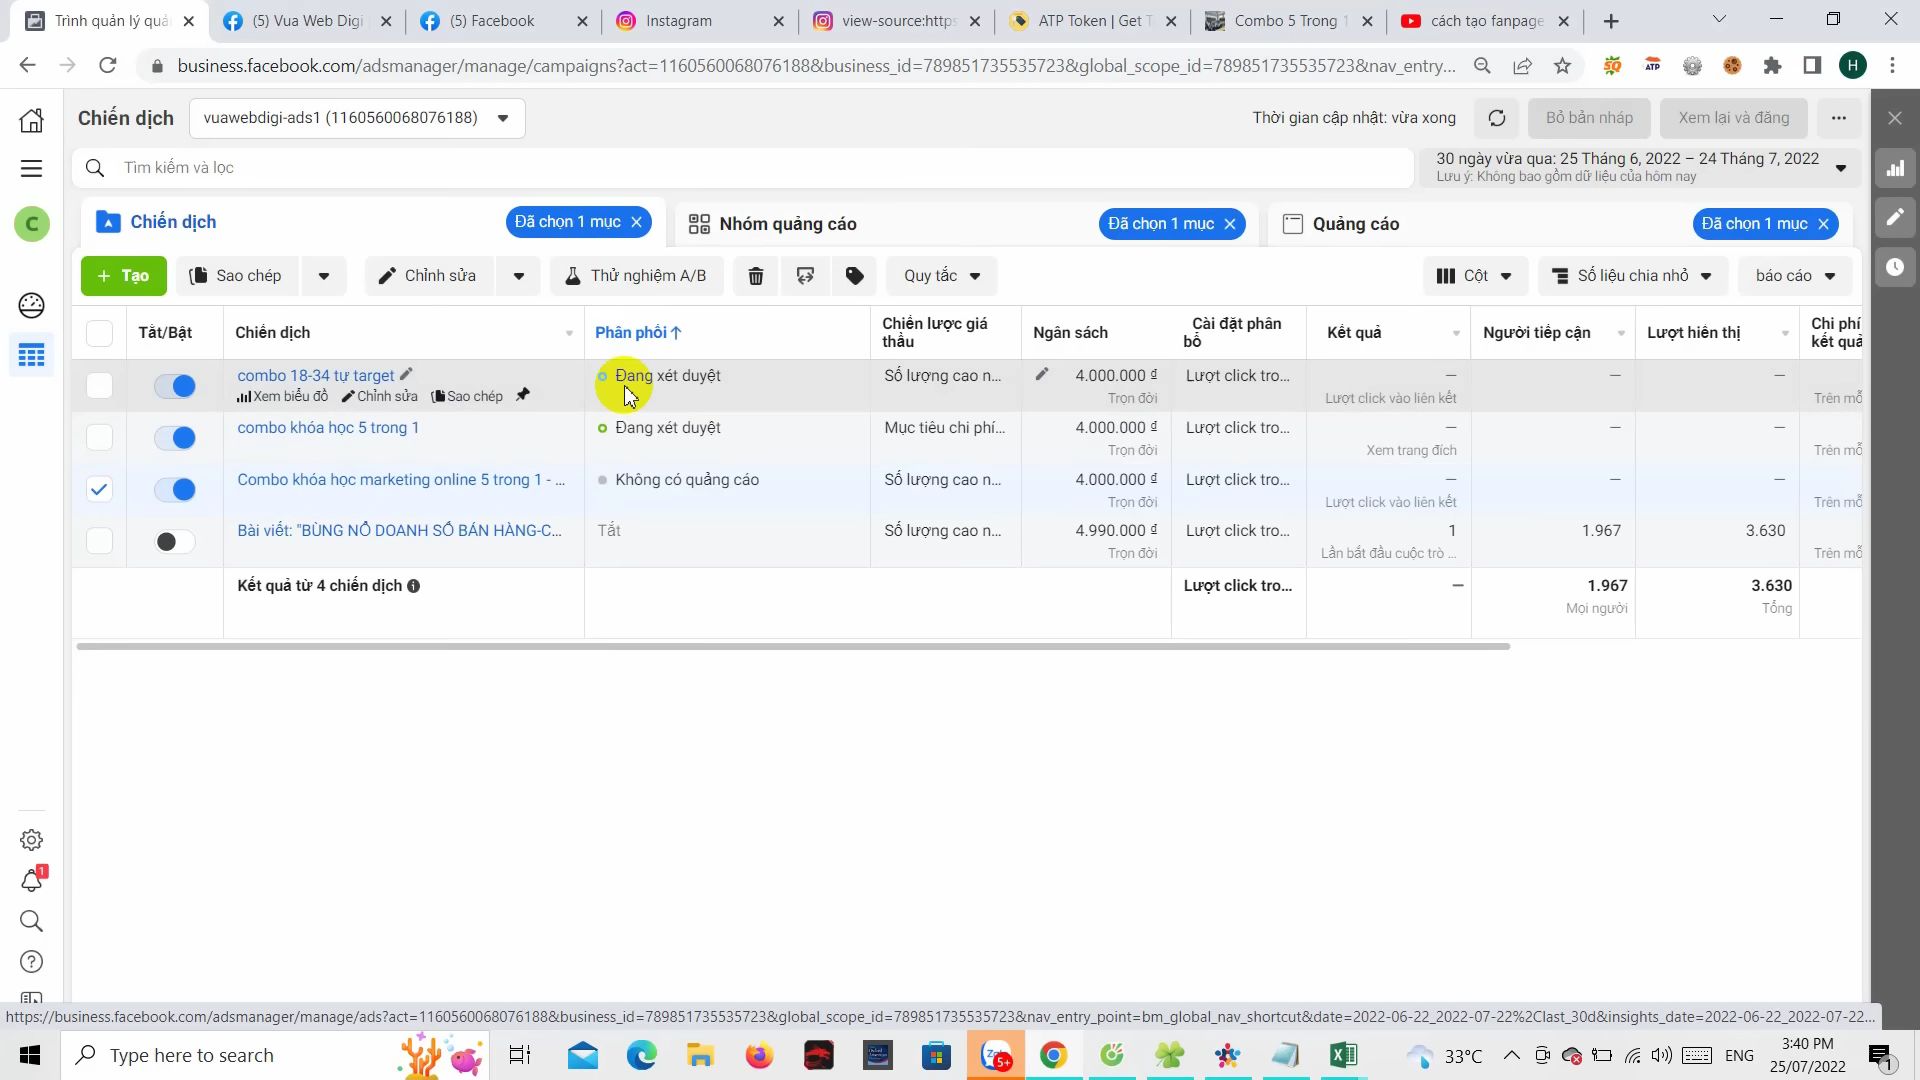 Trình quản lý quả
(5) Vua Web Digi
(5) Facebook
Instagram
view-source:https
ATP Token | Get T
Combo 5 Trong 1
cách tạo fanpage
business.facebook.com/adsmanager/manage/campaigns?act=1160560068076188&business_id=789851735535723&global_scope_id=789851735535723&nav_entry...
SQ
ATP
H
Chiến dịch
vuawebdigi-ads1 (1160560068076188)
Thời gian cập nhật: vừa xong
Bỏ bản nháp
Xem lại và đăng
Tìm kiếm và lọc
30 ngày vừa qua: 25 Tháng 6, 2022 – 24 Tháng 7, 2022
Lưu ý: Không bao gồm dữ liệu của hôm nay
C
Chiến dịch
Đã chọn 1 mục
Nhóm quảng cáo
Đã chọn 1 mục
Quảng cáo
Đã chọn 1 mục
+ Tạo
Sao chép
Chỉnh sửa
Thử nghiệm A/B
Quy tắc
Cột
Số liệu chia nhỏ
báo cáo
Tắt/Bật
Chiến dịch
Phân phối↑
Chiến lược giá thầu
Ngân sách
Cài đặt phân bổ
Kết quả
Người tiếp cận
Lượt hiển thị
Chi phí kết quả
combo 18-34 tự target
Xem biểu đồ
Chỉnh sửa
Sao chép
Đang xét duyệt
Số lượng cao n...
4.000.000 ₫
Trọn đời
Lượt click tro...
—
Lượt click vào liên kết
—
—
Trên mỗ
combo khóa học 5 trong 1
Đang xét duyệt
Mục tiêu chi phí...
4.000.000 ₫
Trọn đời
Lượt click tro...
—
Xem trang đích
—
—
Trên mỗ
Combo khóa học marketing online 5 trong 1 - ...
Không có quảng cáo
Số lượng cao n...
4.000.000 ₫
Trọn đời
Lượt click tro...
—
Lượt click vào liên kết
—
—
Trên mỗ
Bài viết: "BÙNG NỔ DOANH SỐ BÁN HÀNG-C...
Tắt
Số lượng cao n...
4.990.000 ₫
Trọn đời
Lượt click tro...
1
Lần bắt đầu cuộc trò ...
1.967
3.630
Trên mỗ
Kết quả từ 4 chiến dịch
Lượt click tro...
—
1.967
Mọi người
3.630
Tổng
1
https://business.facebook.com/adsmanager/manage/ads?act=1160560068076188&business_id=789851735535723&global_scope_id=789851735535723&nav_entry_point=bm_global_nav_shortcut&date=2022-06-22_2022-07-22%2Clast_30d&insights_date=2022-06-22_2022-07-22...
Type here to search
Zalo
5+
33°C
ENG
3:40 PM
25/07/2022
1